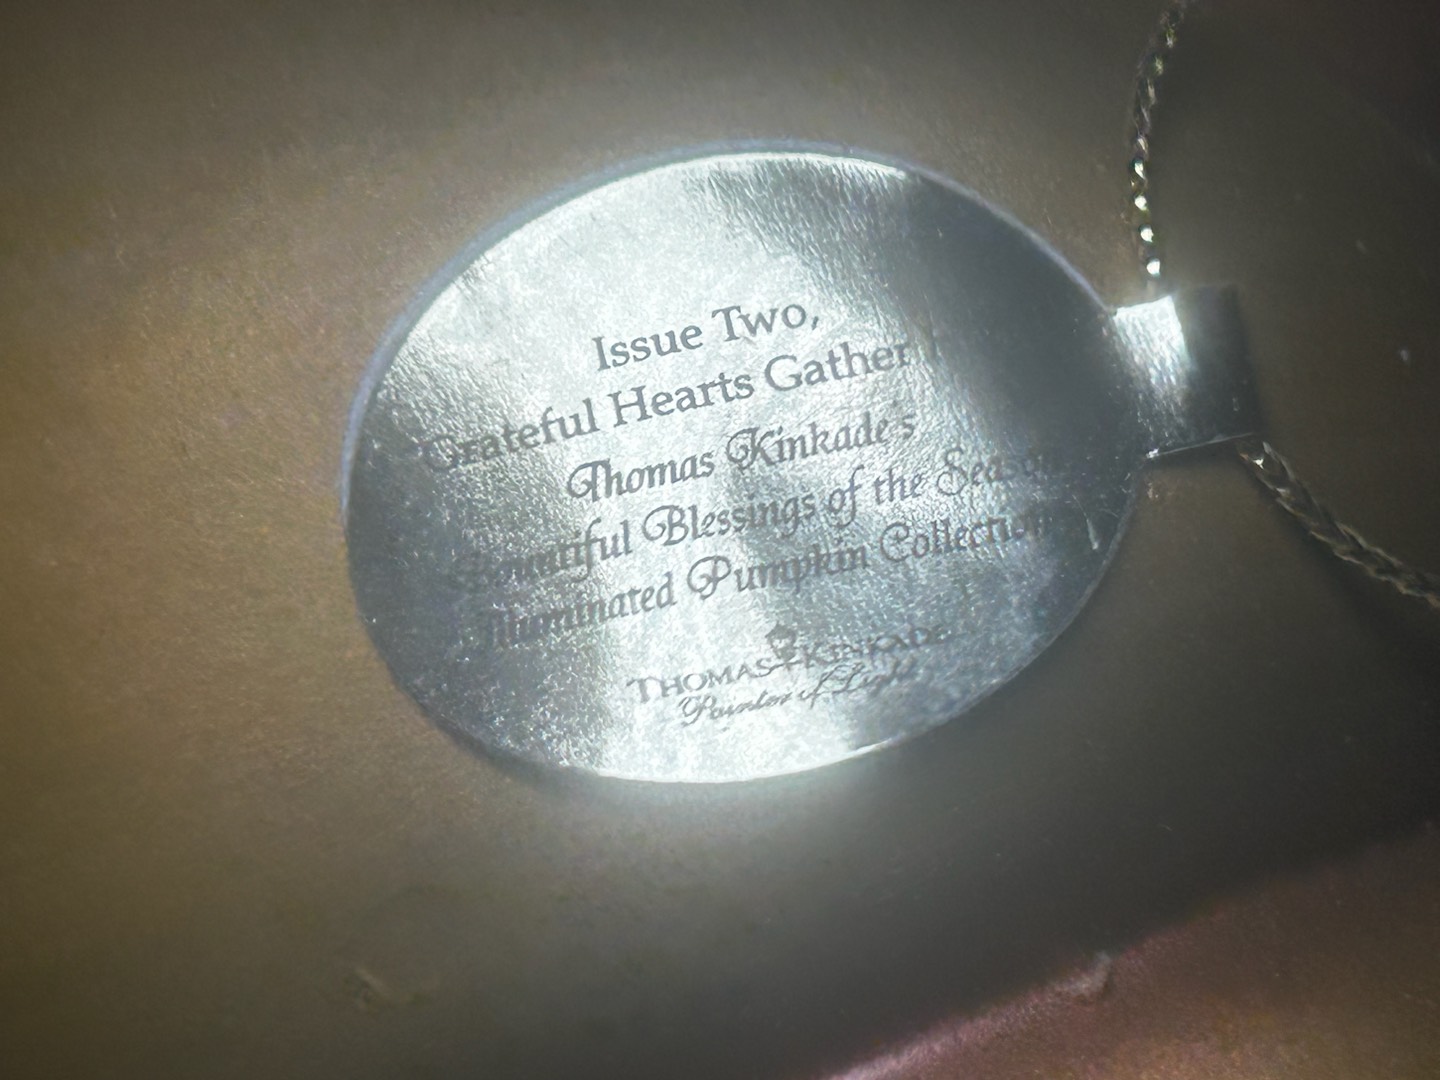 Issue Two,
Grateful Hearts Gather
Thomas Kinkade's
Bountiful Blessings of the Season
Illuminated Pumpkin Collection
THOMAS KINKADE
Painter of Light